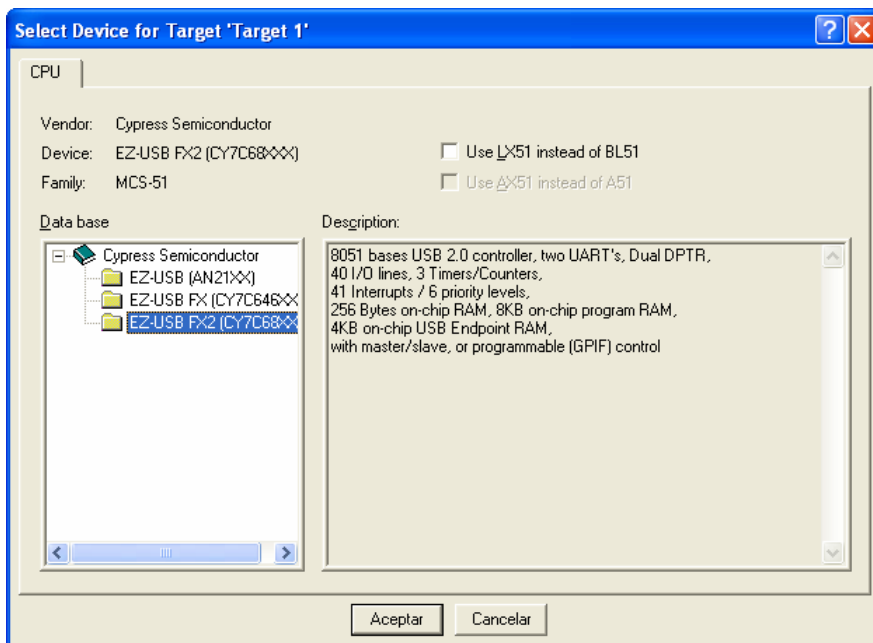 Select Device for Target 'Target 1'
CPU
Vendor: Cypress Semiconductor
Device: EZ-USB FX2 (CY7C68XXX)
Use LX51 instead of BL51
Family: MCS-51
Use AX51 instead of A51
Data base
Description:
Cypress Semiconductor
EZ-USB (AN21XX)
EZ-USB FX (CY7C646XX
EZ-USB FX2 (CY7C68XX
8051 bases USB 2.0 controller, two UART's, Dual DPTR,
40 I/O lines, 3 Timers/Counters,
41 Interrupts / 6 priority levels,
256 Bytes on-chip RAM, 8KB on-chip program RAM,
4KB on-chip USB Endpoint RAM,
with master/slave, or programmable (GPIF) control
Aceptar
Cancelar